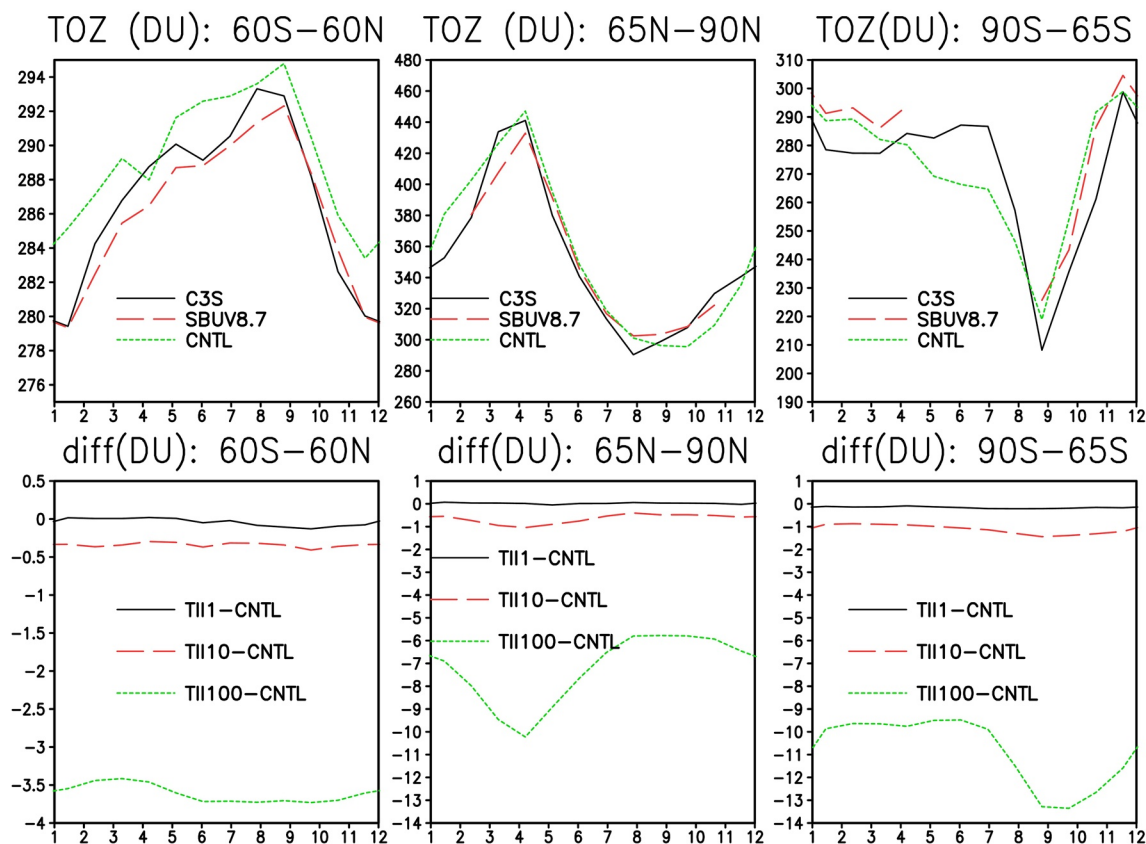 TOZ (DU): 60S−60N
294
292
290
288
286
284
282
280
278
276
C3S
SBUV8.7
CNTL
1 2 3 4 5 6 7 8 9 10 11 12
TOZ (DU): 65N−90N
480
460
440
420
400
380
360
340
320
300
280
260
C3S
SBUV8.7
CNTL
1 2 3 4 5 6 7 8 9 10 11 12
TOZ(DU): 90S−65S
310
300
290
280
270
260
250
240
230
220
210
200
190
C3S
SBUV8.7
CNTL
1 2 3 4 5 6 7 8 9 10 11 12
diff(DU): 60S−60N
0.5
0
−0.5
−1
−1.5
−2
−2.5
−3
−3.5
−4
TII1−CNTL
TII10−CNTL
TII100−CNTL
1 2 3 4 5 6 7 8 9 10 11 12
diff(DU): 65N−90N
1
0
−1
−2
−3
−4
−5
−6
−7
−8
−9
−10
−11
−12
−13
−14
TII1−CNTL
TII10−CNTL
TII100−CNTL
1 2 3 4 5 6 7 8 9 10 11 12
diff(DU): 90S−65S
1
0
−1
−2
−3
−4
−5
−6
−7
−8
−9
−10
−11
−12
−13
−14
TII1−CNTL
TII10−CNTL
TII100−CNTL
1 2 3 4 5 6 7 8 9 10 11 12